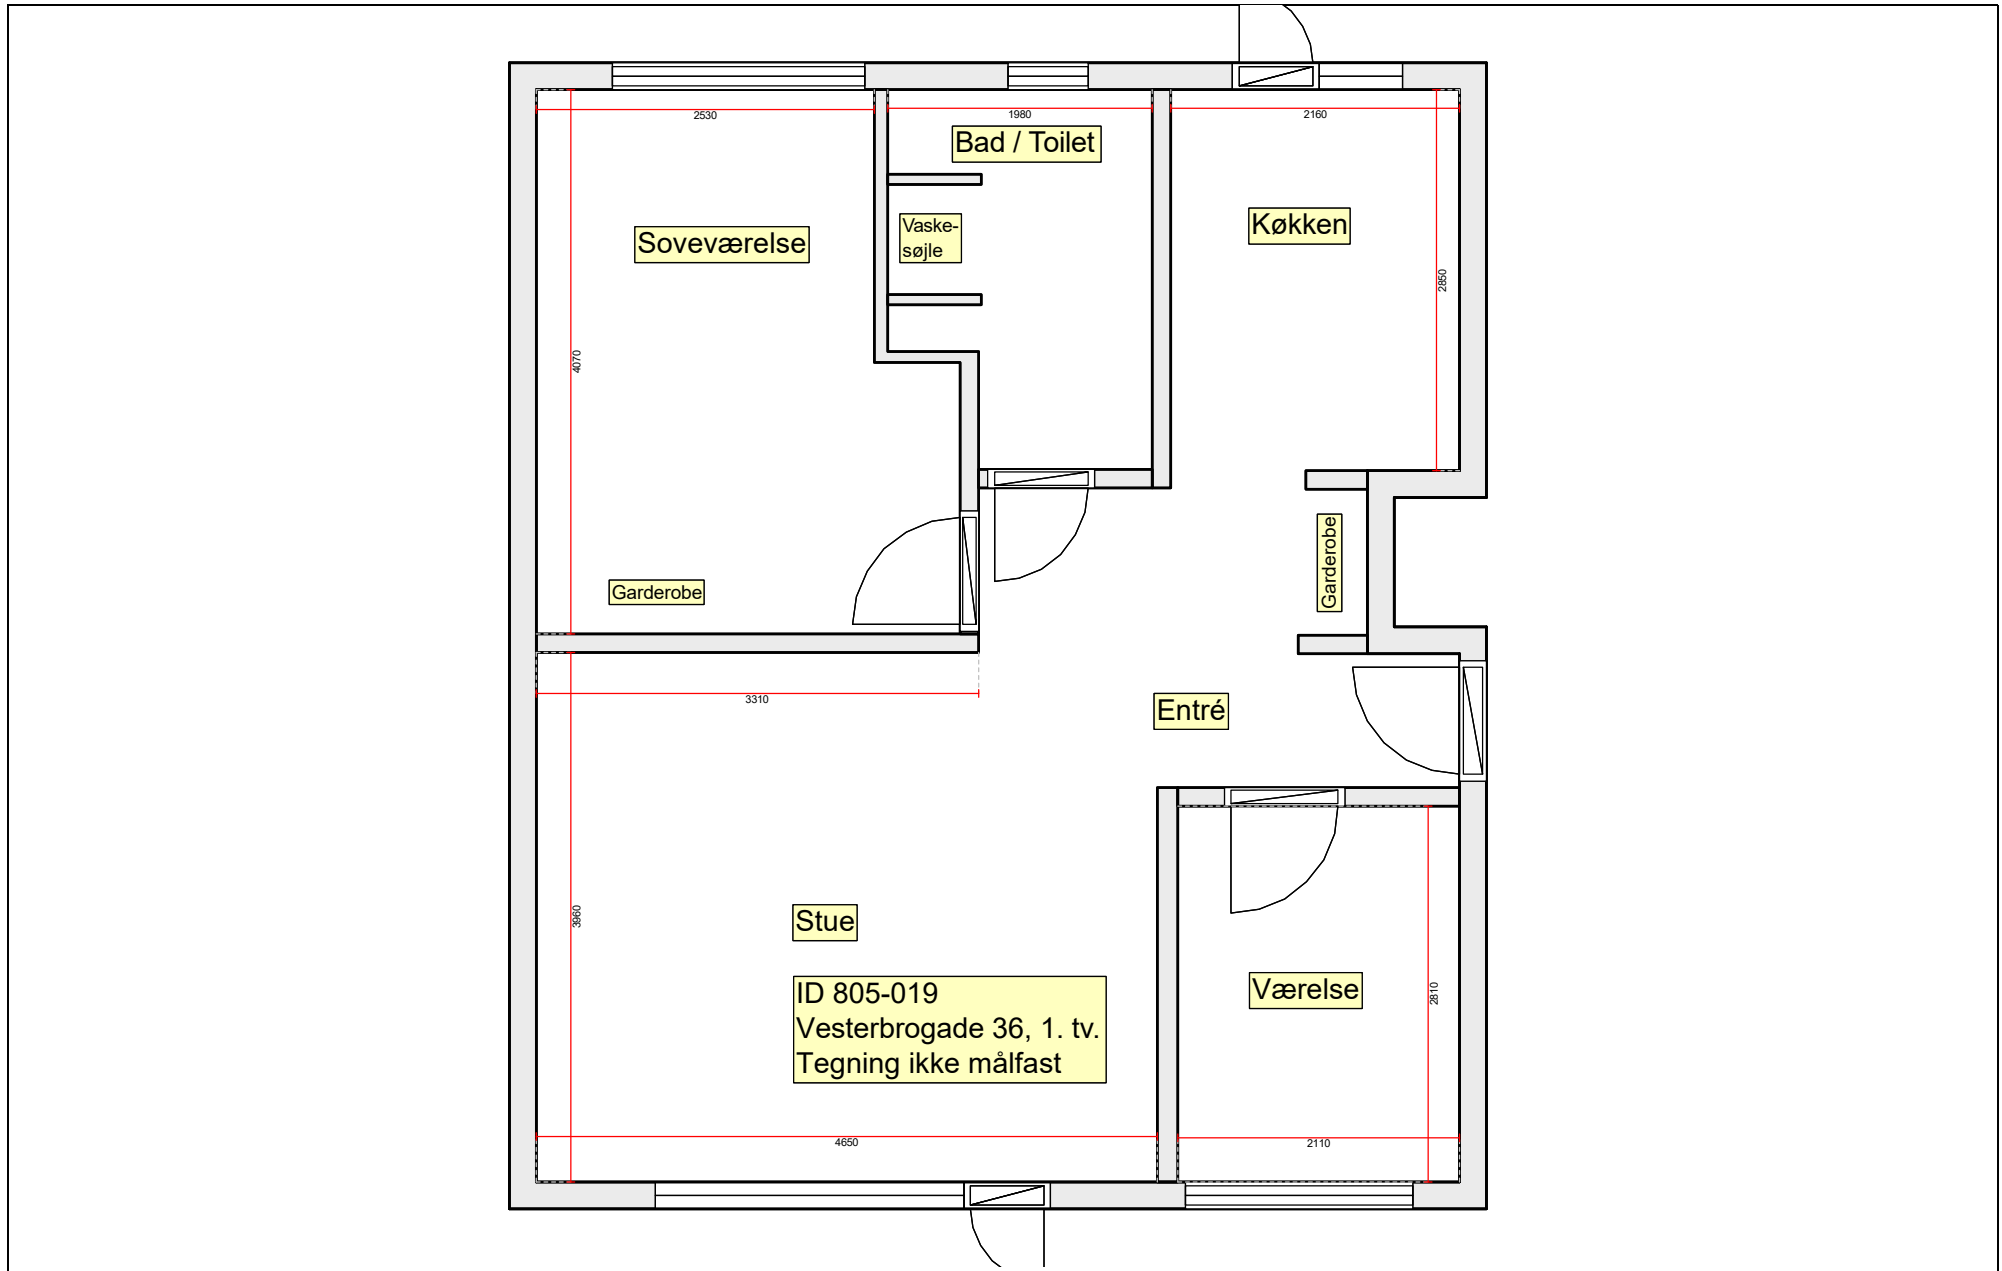 2530
1980
2160
Bad / Toilet
Soveværelse
Vaske-
søjle
Køkken
2850
4070
Garderobe
Garderobe
3310
Entré
3960
Stue
ID 805-019
Vesterbrogade 36, 1. tv.
Tegning ikke målfast
Værelse
2810
4650
2110